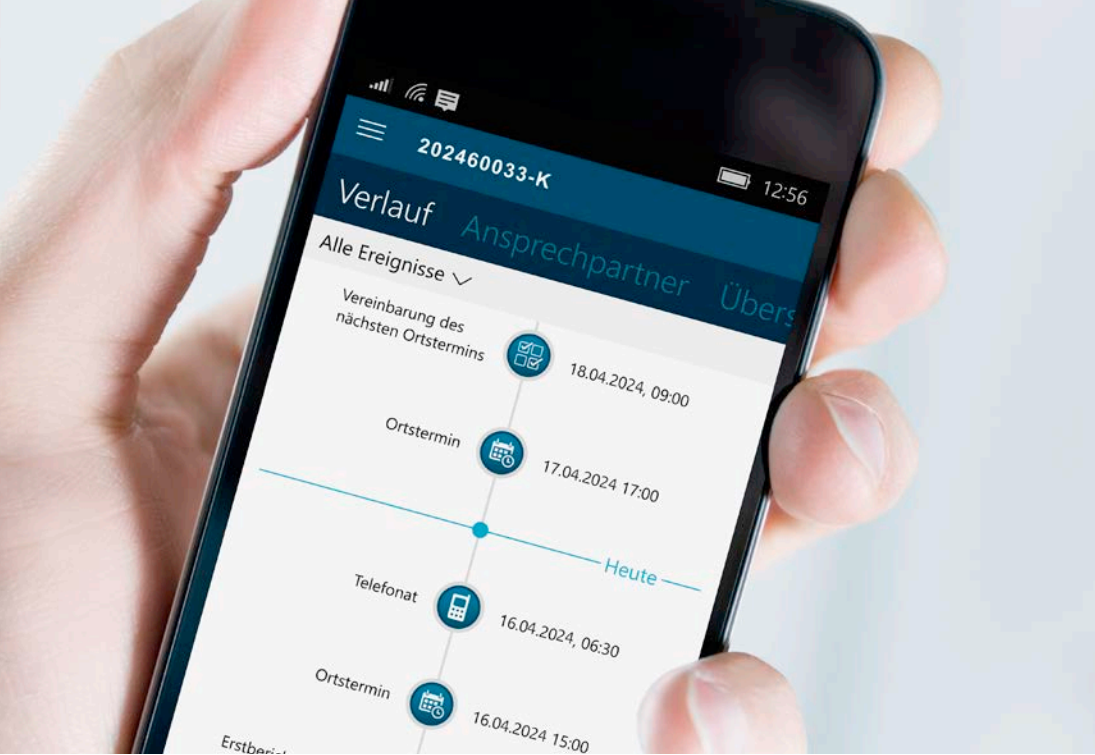 12:56
202460033-K
Verlauf Ansprechpartner
Alle Ereignisse
Vereinbarung des
nächsten Ortstermins
18.04.2024, 09:00
Ortstermin
17.04.2024 17:00
Heute
Telefonat
16.04.2024, 06:30
Ortstermin
16.04.2024 15:00